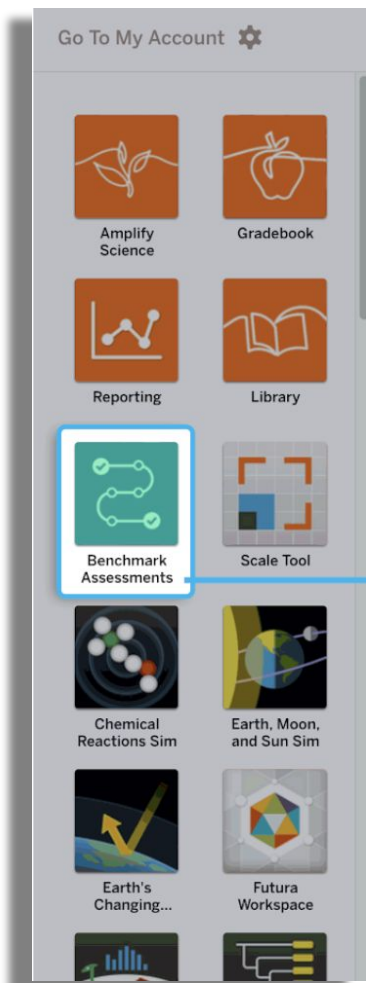 Go To My Account
Amplify
Science
Gradebook
Reporting
Library
Benchmark
Assessments
Scale Tool
Chemical
Reactions Sim
Earth, Moon,
and Sun Sim
Earth's
Changing...
Futura
Workspace